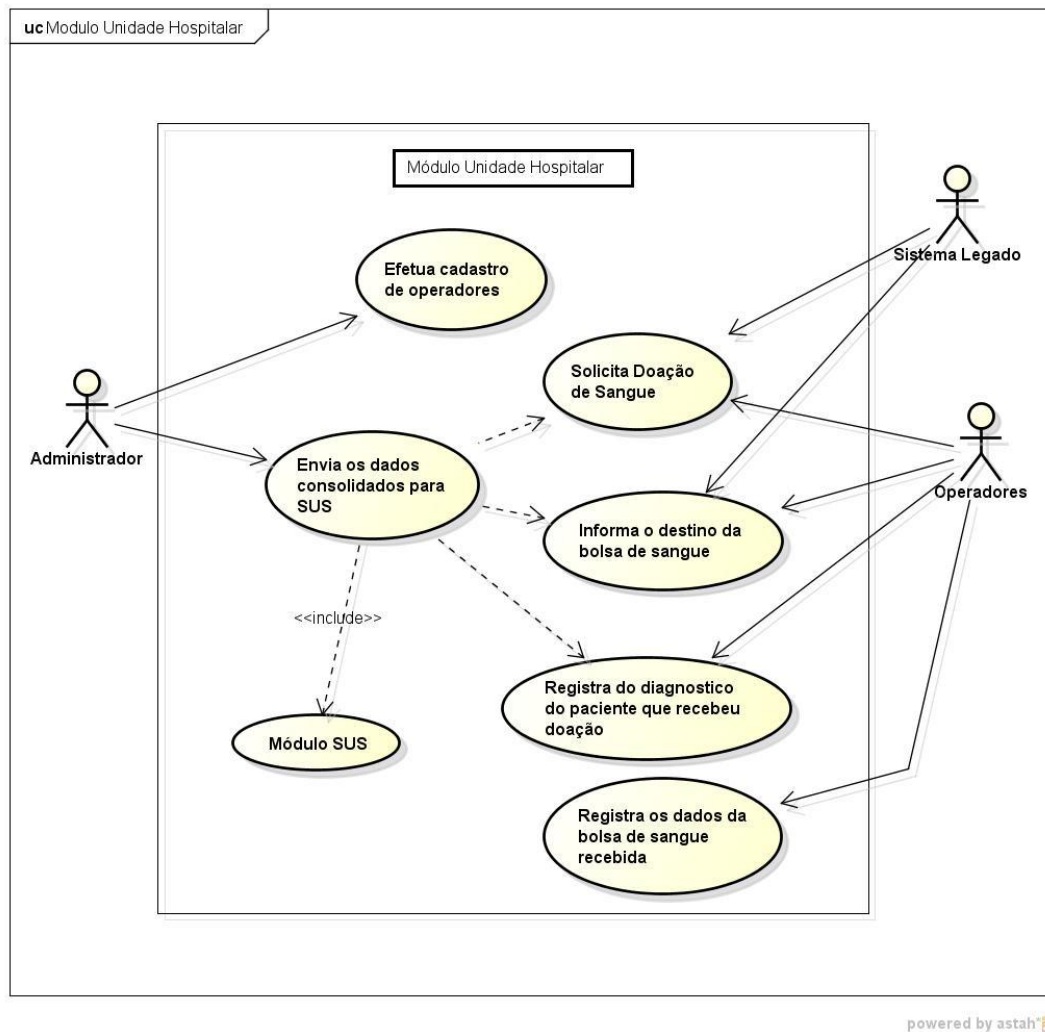 uc Modulo Unidade Hospitalar
Módulo Unidade Hospitalar
Efetua cadastro
de operadores
Sistema Legado
Solicita Doação
de Sangue
Administrador
Envia os dados
consolidados para
SUS
Operadores
Informa o destino da
bolsa de sangue
<<include>>
Registra do diagnostico
do paciente que recebeu
doação
Módulo SUS
Registra os dados da
bolsa de sangue
recebida
powered by astah*